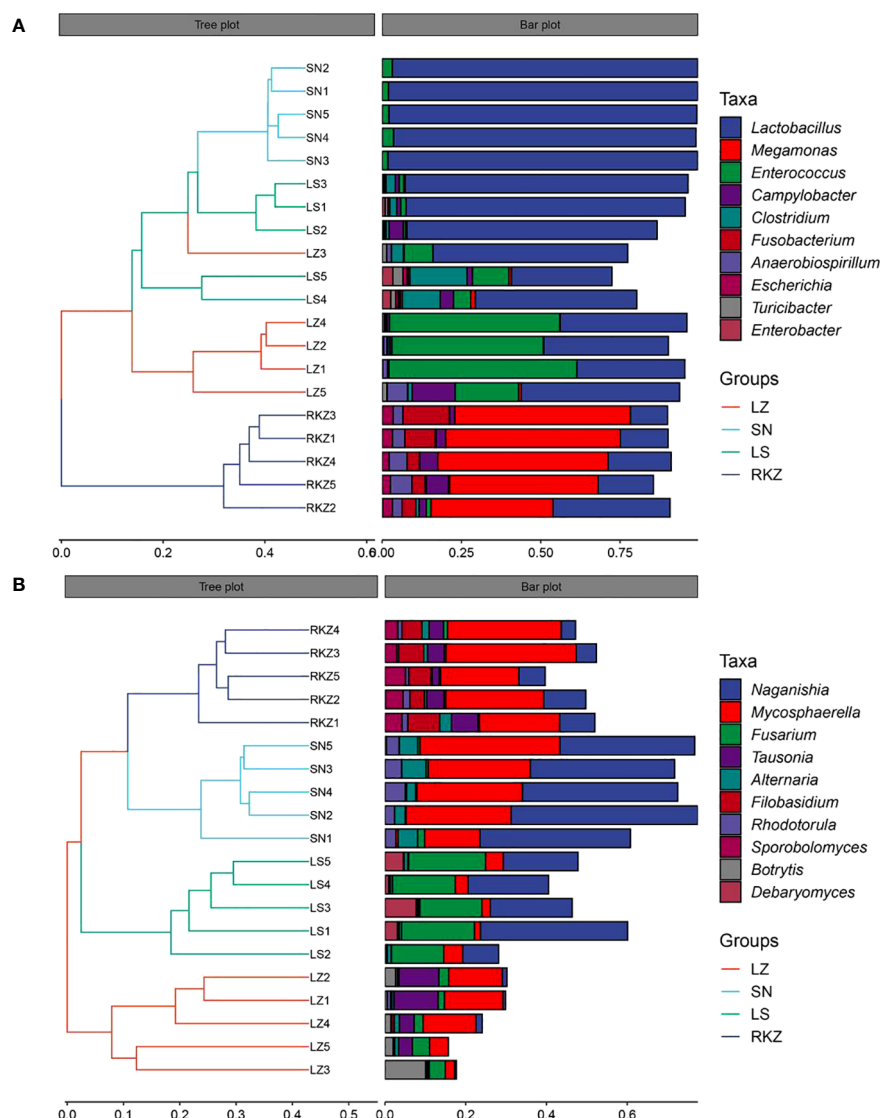 A
Tree plot Bar plot
SN2
SN1
SN5
SN4
SN3
LS3
LS1
LS2
LZ3
LS5
LS4
LZ4
LZ2
LZ1
LZ5
RKZ3
RKZ1
RKZ4
RKZ5
RKZ2
0.0 0.2 0.4 0.6 0.00 0.25 0.50 0.75
Taxa
Lactobacillus
Megamonas
Enterococcus
Campylobacter
Clostridium
Fusobacterium
Anaerobiospirillum
Escherichia
Turicibacter
Enterobacter
Groups
LZ
SN
LS
RKZ
B
Tree plot Bar plot
RKZ4
RKZ3
RKZ5
RKZ2
RKZ1
SN5
SN3
SN4
SN2
SN1
LS5
LS4
LS3
LS1
LS2
LZ2
LZ1
LZ4
LZ5
LZ3
0.0 0.1 0.2 0.3 0.4 0.5 0.0 0.2 0.4 0.6
Taxa
Naganishia
Mycosphaerella
Fusarium
Tausonia
Alternaria
Filobasidium
Rhodotorula
Sporobolomyces
Botrytis
Debaryomyces
Groups
LZ
SN
LS
RKZ